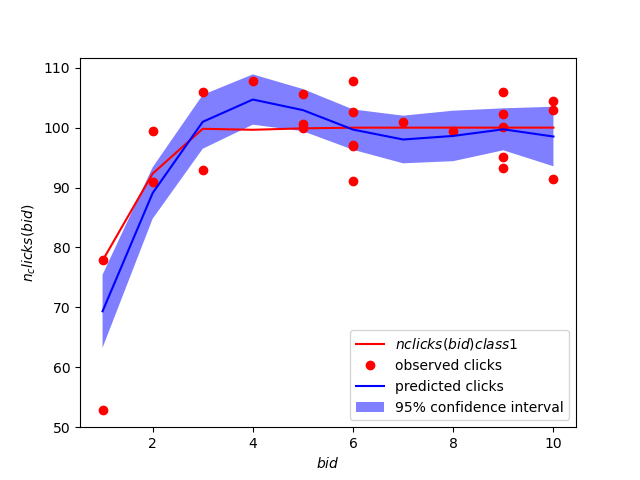 110
100
90
80
70
60
50
n_clicks(bid)
nclicks(bid)class1
observed clicks
predicted clicks
95% confidence interval
2
4
6
8
10
bid